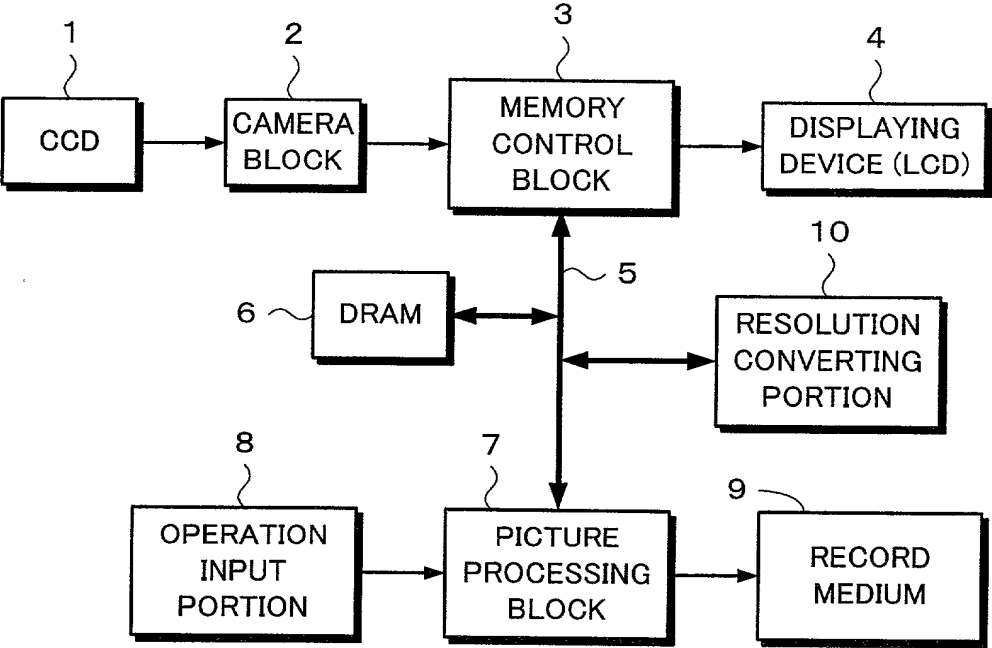 1
2
3
4
CCD
CAMERA
BLOCK
MEMORY
CONTROL
BLOCK
DISPLAYING
DEVICE (LCD)
5
6
DRAM
10
RESOLUTION
CONVERTING
PORTION
8
7
9
OPERATION
INPUT
PORTION
PICTURE
PROCESSING
BLOCK
RECORD
MEDIUM